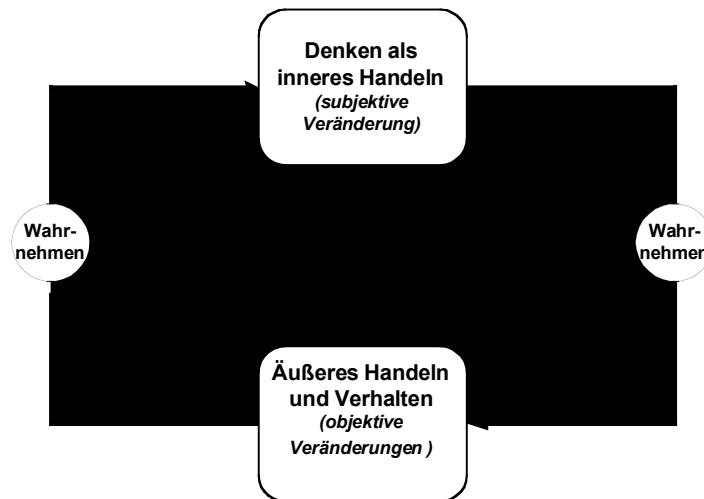 Denken als
inneres Handeln
(subjektive
Veränderung)
Wahr-
nehmen
Wahr-
nehmen
Äußeres Handeln
und Verhalten
(objektive
Veränderungen )